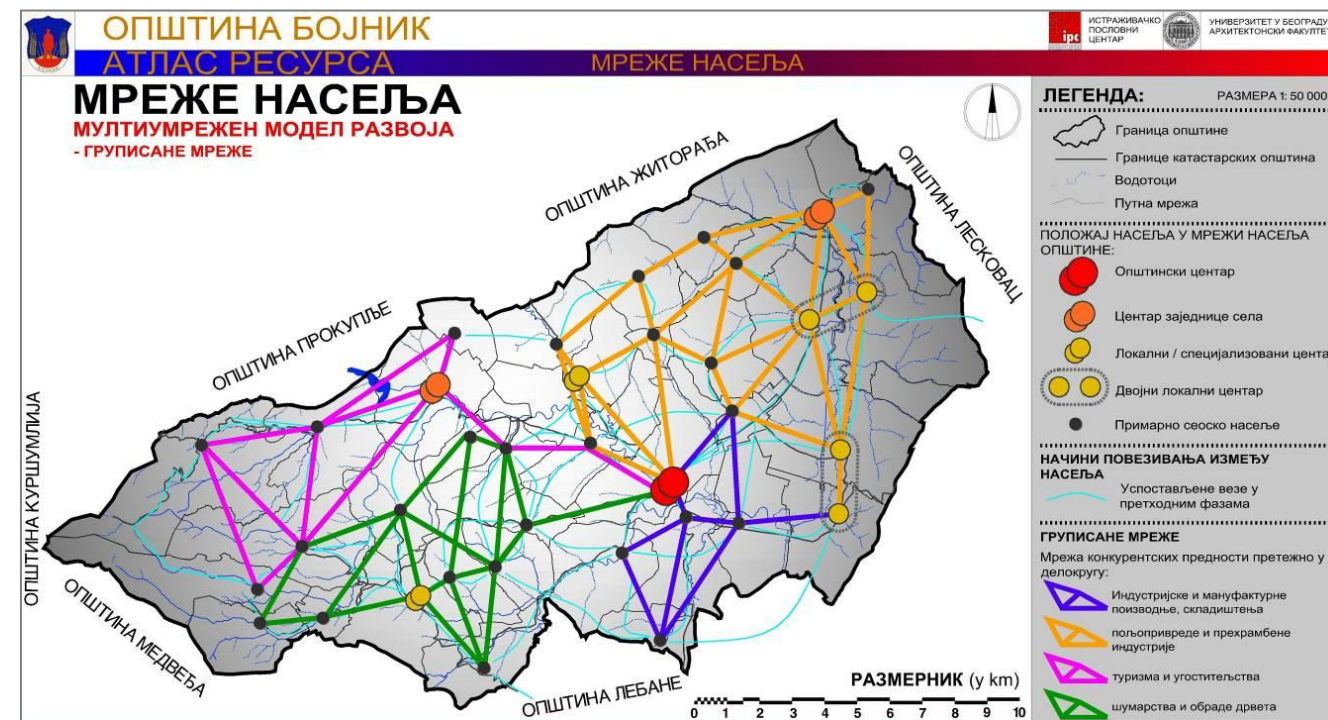 ОПШТИНА БОЈНИК
АТЛАС РЕСУРСА
МРЕЖЕ НАСЕЉА
ipc
ИСТРАЖИВАЧКО
ПОСЛОВНИ
ЦЕНТАР
УНИВЕРЗИТЕТ У БЕОГРАДУ
АРХИТЕКТОНСКИ ФАКУЛТЕТ
МРЕЖЕ НАСЕЉА
МУЛТИУМРЕЖЕН МОДЕЛ РАЗВОЈА
- ГРУПИСАНЕ МРЕЖЕ
ОПШТИНА ЖИТОРАЂА
ОПШТИНА ЛЕСКОВАЦ
ОПШТИНА ПРОКУПЉЕ
ОПШТИНА КУРШУМЛИЈА
ОПШТИНА МЕДВЕЂА
ОПШТИНА ЛЕБАНЕ
РАЗМЕРНИК (у km)
0 1 2 3 4 5 6 7 8 9 10
ЛЕГЕНДА:
РАЗМЕРА 1: 50 000
Граница општине
Границе катастарских општина
Водотоци
Путна мрежа
ПОЛОЖАЈ НАСЕЉА У МРЕЖИ НАСЕЉА
ОПШТИНЕ:
Општински центар
Центар заједнице села
Локални / специјализовани цента
Двојни локални центар
Примарно сеоско насеље
НАЧИНИ ПОВЕЗИВАЊА ИЗМЕЂУ
НАСЕЉА
Успостављене везе у
претходним фазама
ГРУПИСАНЕ МРЕЖЕ
Мрежа конкурентских предности претежно у
делокругу:
Индустријске и мануфактурне
поизводње, складиштења
пољопривреде и прехрамбене
индустрије
туризма и угоститељства
шумарства и обраде дрвета